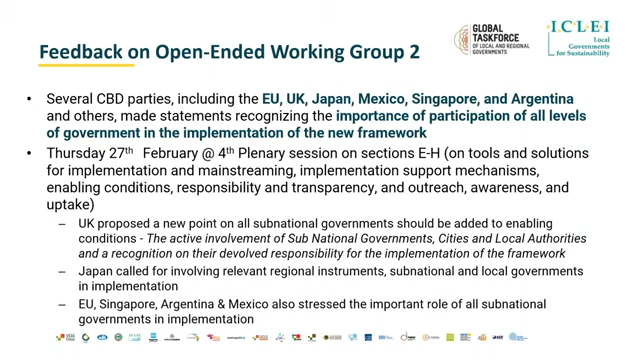 GLOBAL
TASKFORCE
OF LOCAL AND REGIONAL
GOVERNMENTS
I.C.L.E.I
Local
Governments
for Sustainability
Feedback on Open-Ended Working Group 2
• Several CBD parties, including the EU, UK, Japan, Mexico, Singapore, and Argentina
and others, made statements recognizing the importance of participation of all levels
of government in the implementation of the new framework
• Thursday 27th February @ 4th Plenary session on sections E-H (on tools and solutions
for implementation and mainstreaming, implementation support mechanisms,
enabling conditions, responsibility and transparency, and outreach, awareness, and
uptake)
– UK proposed a new point on all subnational governments should be added to enabling
conditions - The active involvement of Sub National Governments, Cities and Local Authorities
and a recognition on their devolved responsibility for the implementation of the framework
– Japan called for involving relevant regional instruments, subnational and local governments
in implementation
– EU, Singapore, Argentina & Mexico also stressed the important role of all subnational
governments in implementation